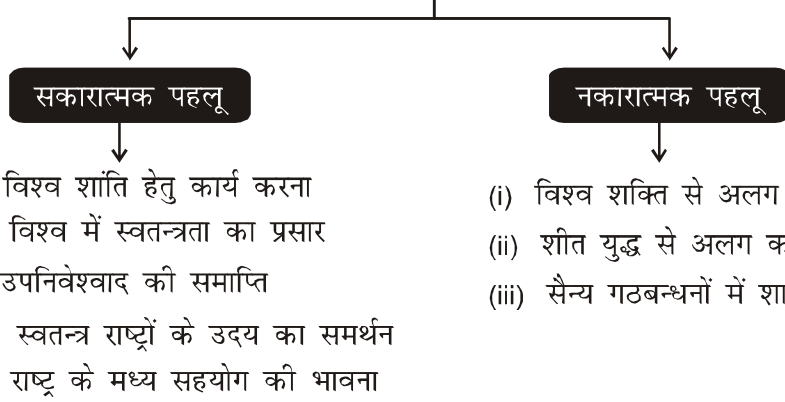 सकारात्मक पहलू
विश्व शांति हेतु कार्य करना
विश्व में स्वतन्त्रता का प्रसार
उपनिवेश्वाद की समाप्ति
स्वतन्त्र राष्ट्रों के उदय का समर्थन
राष्ट्र के मध्य सहयोग की भावना
नकारात्मक पहलू
(i) विश्व शक्ति से अलग
(ii) शीत युद्ध से अलग
(iii) सैन्य गठबन्धनों में